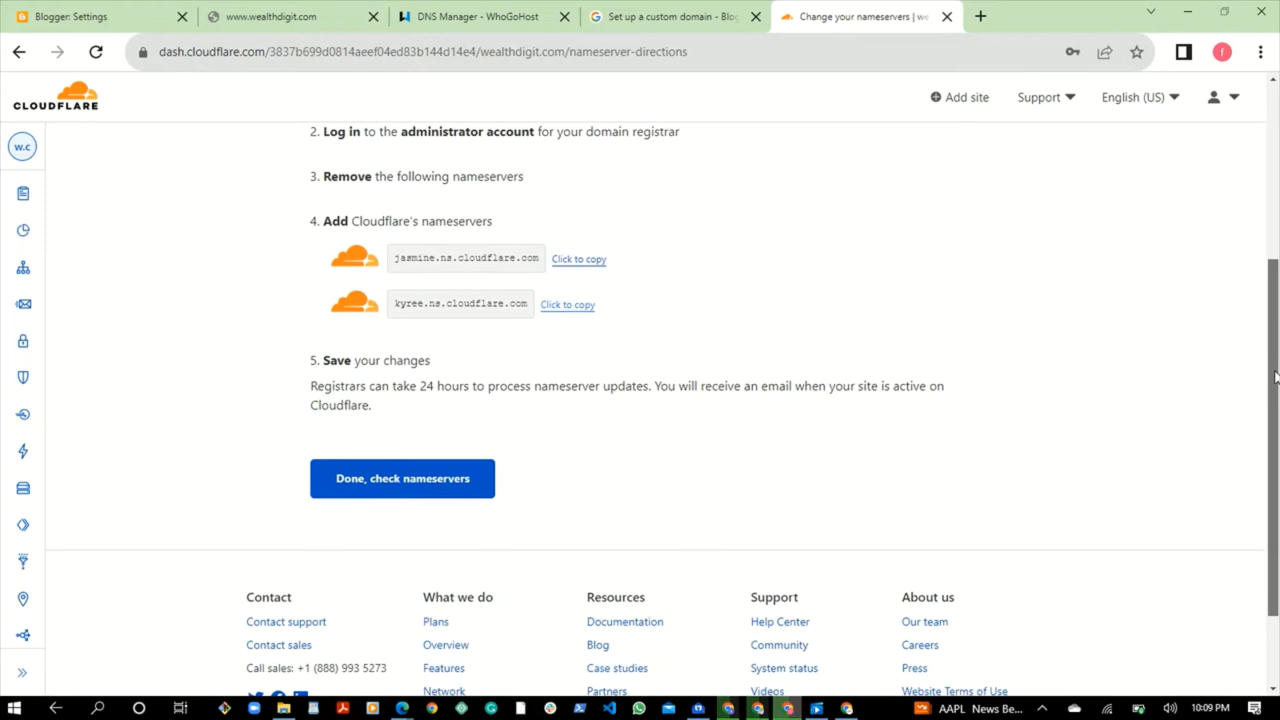 Blogger: Settings
www.wealthdigit.com
DNS Manager - WhoGoHost
Set up a custom domain - Blog
Change your nameservers | we
dash.cloudflare.com/3837b699d0814aeef04ed83b144d14e4/wealthdigit.com/nameserver-directions
f
CLOUDFLARE
Add site
Support
English (US)
w.c
2. Log in to the administrator account for your domain registrar
3. Remove the following nameservers
4. Add Cloudflare's nameservers
jasmine.ns.cloudflare.com Click to copy
kyree.ns.cloudflare.com Click to copy
5. Save your changes
Registrars can take 24 hours to process nameserver updates. You will receive an email when your site is active on
Cloudflare.
Done, check nameservers
Contact
Contact support
Contact sales
Call sales: +1 (888) 993 5273
What we do
Plans
Overview
Features
Network
Resources
Documentation
Blog
Case studies
Partners
Support
Help Center
Community
System status
Videos
About us
Our team
Careers
Press
Website Terms of Use
AAPL News Be...
10:09 PM